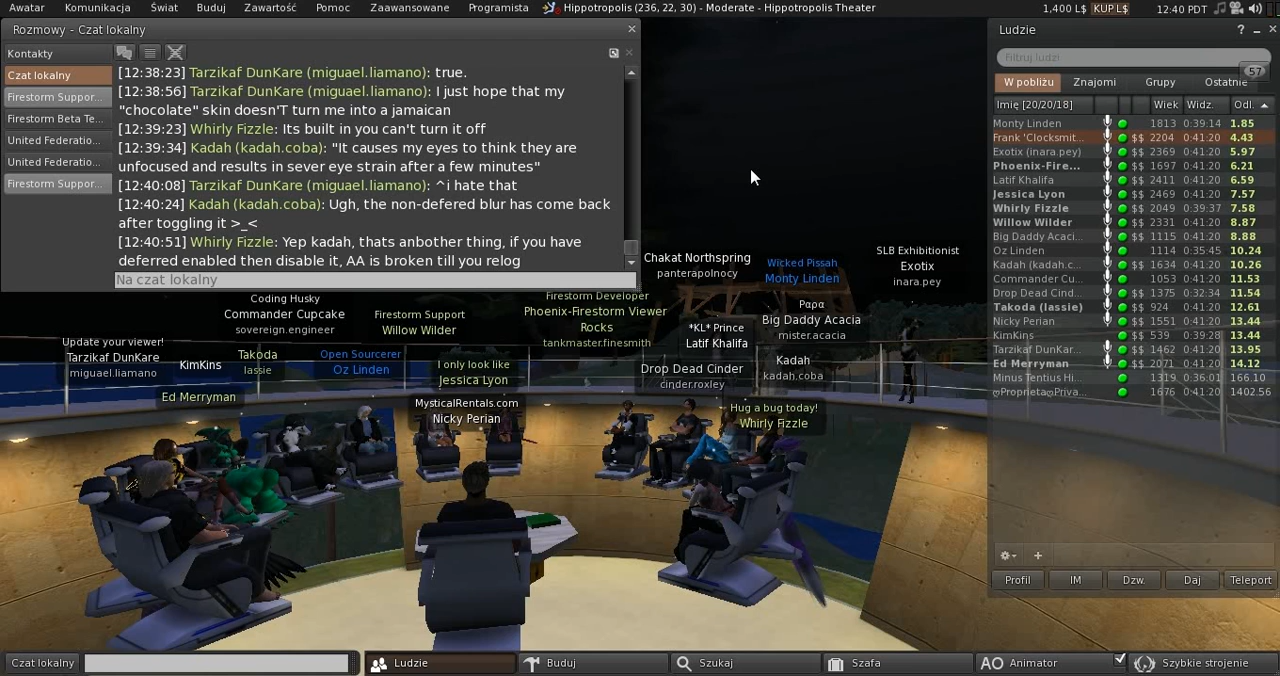 Awatar Komunikacja Świat Buduj Zawartość Pomoc Zaawansowane Programista Hippotropolis (236, 22, 30) - Moderate - Hippotropolis Theater 1,400 L$ KUP L$ 12:40 PDT
Rozmowy - Czat lokalny
Kontakty
Czat lokalny
Firestorm Suppor...
Firestorm Beta Te...
United Federatio...
United Federatio...
Firestorm Suppor...
[12:38:23] Tarzikaf DunKare (miguael.liamano): true.
[12:38:56] Tarzikaf DunKare (miguael.liamano): I just hope that my
"chocolate" skin doesn'T turn me into a jamaican
[12:39:23] Whirly Fizzle: Its built in you can't turn it off
[12:39:34] Kadah (kadah.coba): "It causes my eyes to think they are
unfocused and results in sever eye strain after a few minutes"
[12:40:08] Tarzikaf DunKare (miguael.liamano): ^i hate that
[12:40:24] Kadah (kadah.coba): Ugh, the non-defered blur has come back
after toggling it >_<
[12:40:51] Whirly Fizzle: Yep kadah, thats anbother thing, if you have
deferred enabled then disable it, AA is broken till you relog
Na czat lokalny
Chakat Northspring
panterapolnocy
Wicked Pissah
Monty Linden
SLB Exhibitionist
Exotix
inara.pey
Coding Husky
Commander Cupcake
sovereign.engineer
Firestorm Support
Willow Wilder
Firestorm Developer
Phoenix-Firestorm Viewer
Rocks
tankmaster.finesmith
*KL* Prince
Latif Khalifa
Papa
Big Daddy Acacia
mister.acacia
Update your viewer!
Tarzikaf DunKare
miguael.liamano
KimKins
Takoda
lassie
Open Sourcerer
Oz Linden
I only look like
Jessica Lyon
Drop Dead Cinder
cinder.roxley
Kadah
kadah.coba
Ed Merryman
MysticalRentals.com
Nicky Perian
Hug a bug today!
Whirly Fizzle
Ludzie
?
Filtruj ludzi
57
W pobliżu Znajomi Grupy Ostatnie
Imię [20/20/18] Wiek Widz. Odl.
Monty Linden 1813 0:39:14 1.85
Frank 'Clocksmit... $$ 2204 0:41:20 4.43
Exotix (inara.pey) $$ 2369 0:41:20 5.97
Phoenix-Fire... $$ 1697 0:41:20 6.21
Latif Khalifa $$ 2411 0:41:20 6.59
Jessica Lyon $$ 2469 0:41:20 7.57
Whirly Fizzle $$ 2049 0:39:37 7.58
Willow Wilder $$ 2331 0:41:20 8.87
Big Daddy Acaci... $$ 1115 0:41:20 8.88
Oz Linden 1114 0:35:45 10.24
Kadah (kadah.c... $$ 1634 0:41:20 10.26
Commander Cu... 1053 0:41:20 11.53
Drop Dead Cind... $$ 1375 0:32:34 11.54
Takoda (lassie) $$ 924 0:41:20 12.61
Nicky Perian $$ 1551 0:41:20 13.44
KimKins $$ 539 0:39:28 13.44
Tarzikaf DunKar... $$ 1462 0:41:20 13.95
Ed Merryman $$ 2071 0:41:20 14.12
Minus Tentius Hi... 1319 0:36:01 166.10
Proprieta Priva... 1676 0:41:20 1402.56
Profil IM Dzw. Daj Teleport
Czat lokalny Ludzie Buduj Szukaj Szafa AO Animator Szybkie strojenie